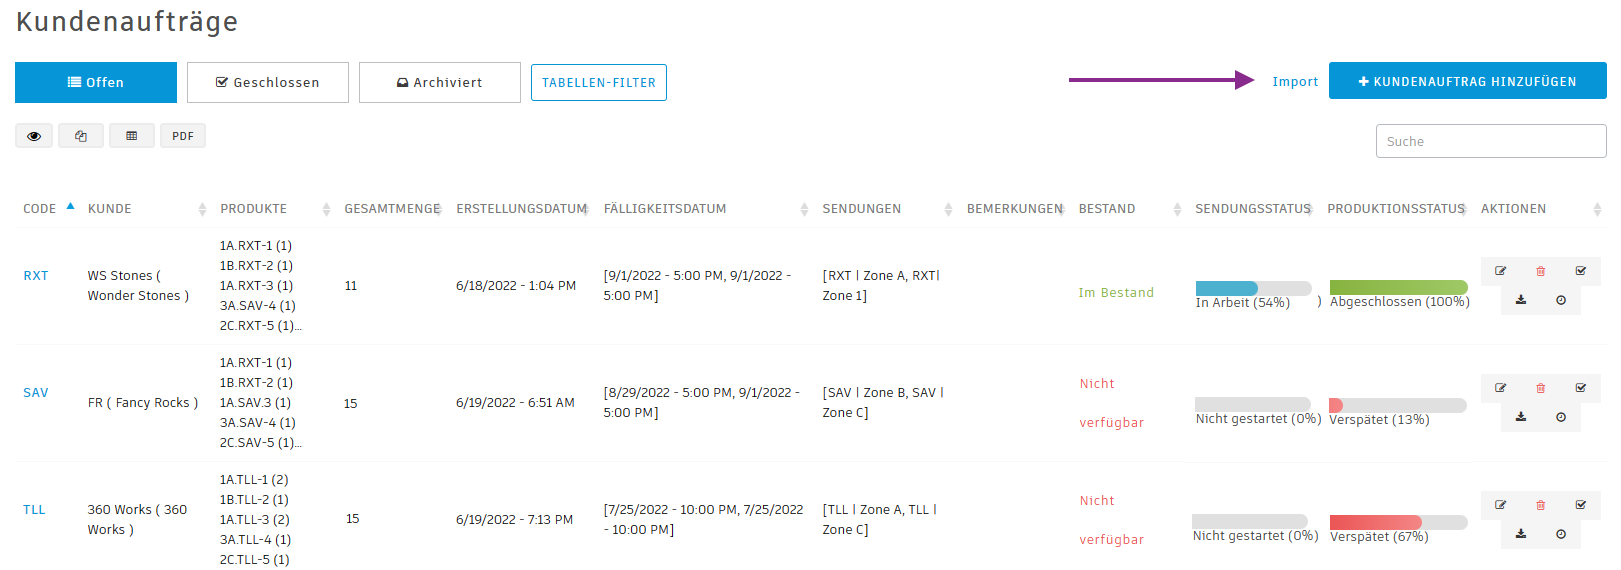 Kundenaufträge
Offen
Geschlossen
Archiviert
TABELLEN-FILTER
Import
KUNDENAUFTRAG HINZUFÜGEN
PDF
Suche
CODE KUNDE PRODUKTE GESAMTMENGE ERSTELLUNGSDATUM FÄLLIGKEITSDATUM SENDUNGEN BEMERKUNGEN BESTAND SENDUNGSSTATUS PRODUKTIONSSTATUS AKTIONEN
RXT
WS Stones (
Wonder Stones )
1A.RXT-1 (1)
1B.RXT-2 (1)
1A.RXT-3 (1)
3A.SAV-4 (1)
2C.RXT-5 (1)...
11
6/18/2022 - 1:04 PM
[9/1/2022 - 5:00 PM, 9/1/2022 -
5:00 PM]
[RXT | Zone A, RXT|
Zone 1]
Im Bestand
In Arbeit (54%) )
Abgeschlossen (100%)
SAV
FR ( Fancy Rocks )
1A.RXT-1 (1)
1B.RXT-2 (1)
1A.SAV.3 (1)
3A.SAV-4 (1)
2C.SAV-5 (1)...
15
6/19/2022 - 6:51 AM
[8/29/2022 - 5:00 PM, 9/1/2022 -
5:00 PM]
[SAV | Zone B, SAV |
Zone C]
Nicht
verfügbar
Nicht gestartet (0%)
Verspätet (13%)
TLL
360 Works ( 360
Works )
1A.TLL-1 (2)
1B.TLL-2 (1)
1A.TLL-3 (2)
3A.TLL-4 (1)
2C.TLL-5 (1)
15
6/19/2022 - 7:13 PM
[7/25/2022 - 10:00 PM, 7/25/2022
- 10:00 PM]
[TLL | Zone A, TLL |
Zone C]
Nicht
verfügbar
Nicht gestartet (0%)
Verspätet (67%)